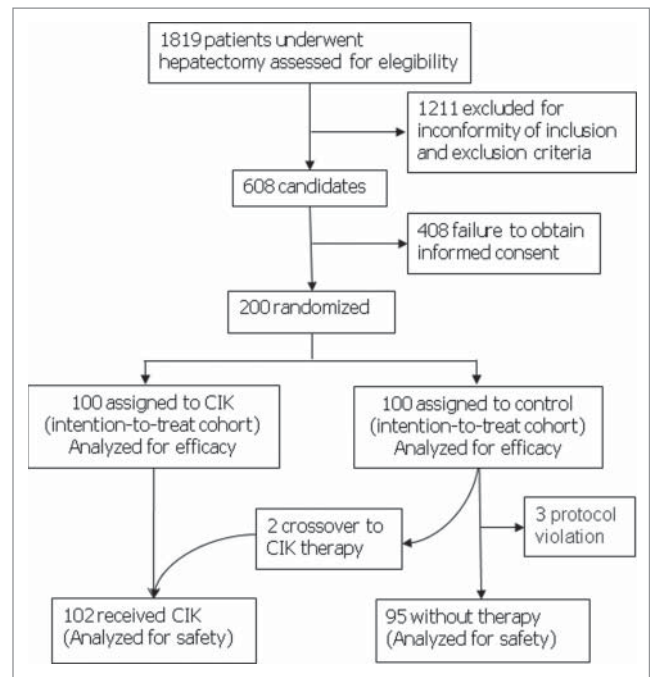 1819 patients underwent
hepatectomy assessed for elegibility
1211 excluded for
inconformity of inclusion
and exclusion criteria
608 candidates
408 failure to obtain
informed consent
200 randomized
100 assigned to CIK
(intention-to-treat cohort)
Analyzed for efficacy
100 assigned to control
(intention-to-treat cohort)
Analyzed for efficacy
2 crossover to
CIK therapy
3 protocol
violation
102 received CIK
(Analyzed for safety)
95 without therapy
(Analyzed for safety)